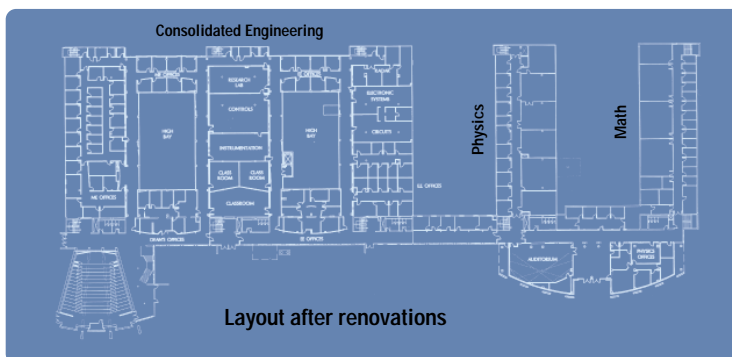 Consolidated Engineering
RESEARCH
LAB
CONTROLS
ELECTRONIC
SYSTEMS
HIGH
BAY
HIGH
BAY
CIRCUITS
INSTRUMENTATION
CLASS
ROOM
CLASS
ROOM
CLASSROOM
ME OFFICES
EE OFFICES
EE OFFICES
Physics
Math
AUDITORIUM
PHYSICS
OFFICES
Layout after renovations